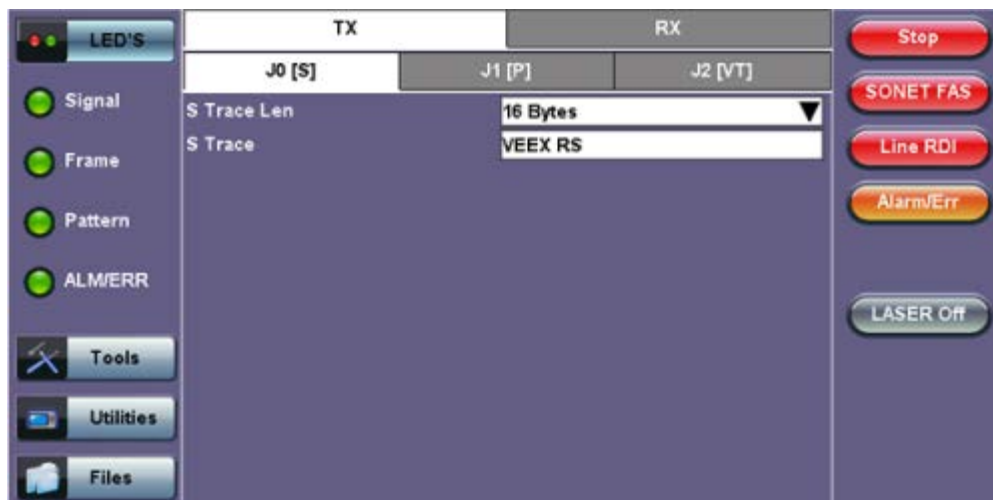 LED'S
Signal
Frame
Pattern
ALM/ERR
Tools
Utilities
Files
TX
RX
J0 [S]
J1 [P]
J2 [VT]
S Trace Len
16 Bytes
S Trace
VEEX RS
Stop
SONET FAS
Line RDI
Alarm/Err
LASER Off